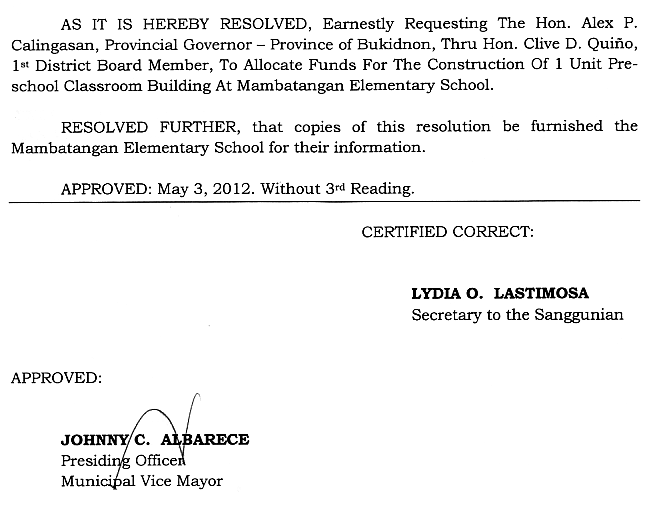 AS IT IS HEREBY RESOLVED, Earnestly Requesting The Hon. Alex P.
Calingasan, Provincial Governor – Province of Bukidnon, Thru Hon. Clive D. Quiño,
1st District Board Member, To Allocate Funds For The Construction Of 1 Unit Pre-
school Classroom Building At Mambatangan Elementary School.
RESOLVED FURTHER, that copies of this resolution be furnished the
Mambatangan Elementary School for their information.
APPROVED: May 3, 2012. Without 3rd Reading.
CERTIFIED CORRECT:
LYDIA O. LASTIMOSA
Secretary to the Sanggunian
APPROVED:
JOHNNY C. ALBARECE
Presiding Officer
Municipal Vice Mayor